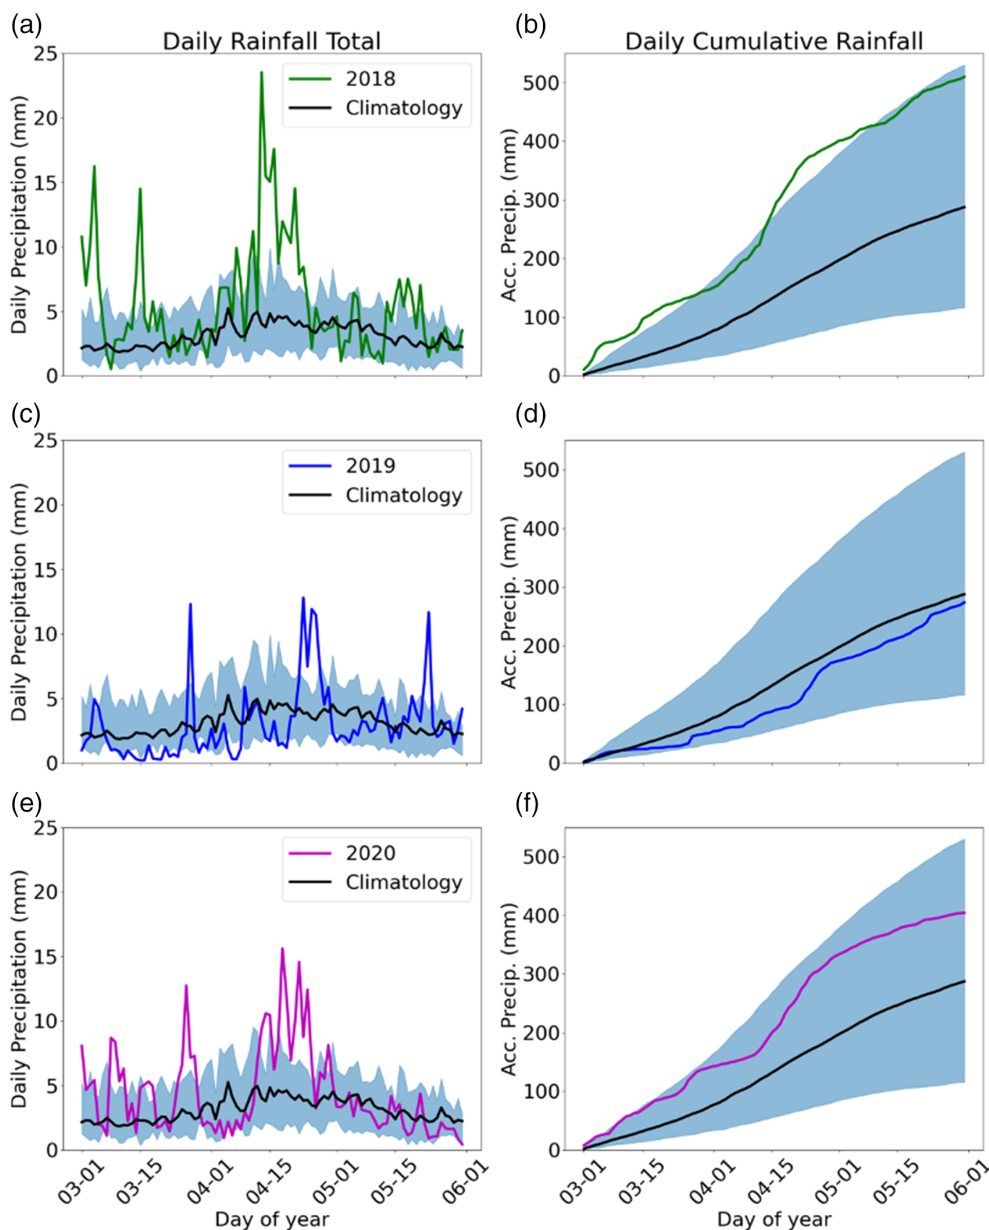 (a)
Daily Rainfall Total
25
20
15
10
5
0
Daily Precipitation (mm)
2018
Climatology
(b)
Daily Cumulative Rainfall
500
400
300
200
100
0
Acc. Precip. (mm)
(c)
25
20
15
10
5
0
Daily Precipitation (mm)
2019
Climatology
(d)
500
400
300
200
100
0
Acc. Precip. (mm)
(e)
25
20
15
10
5
0
Daily Precipitation (mm)
2020
Climatology
03-01
03-15
04-01
04-15
05-01
05-15
06-01
Day of year
(f)
500
400
300
200
100
0
Acc. Precip. (mm)
03-01
03-15
04-01
04-15
05-01
05-15
06-01
Day of year